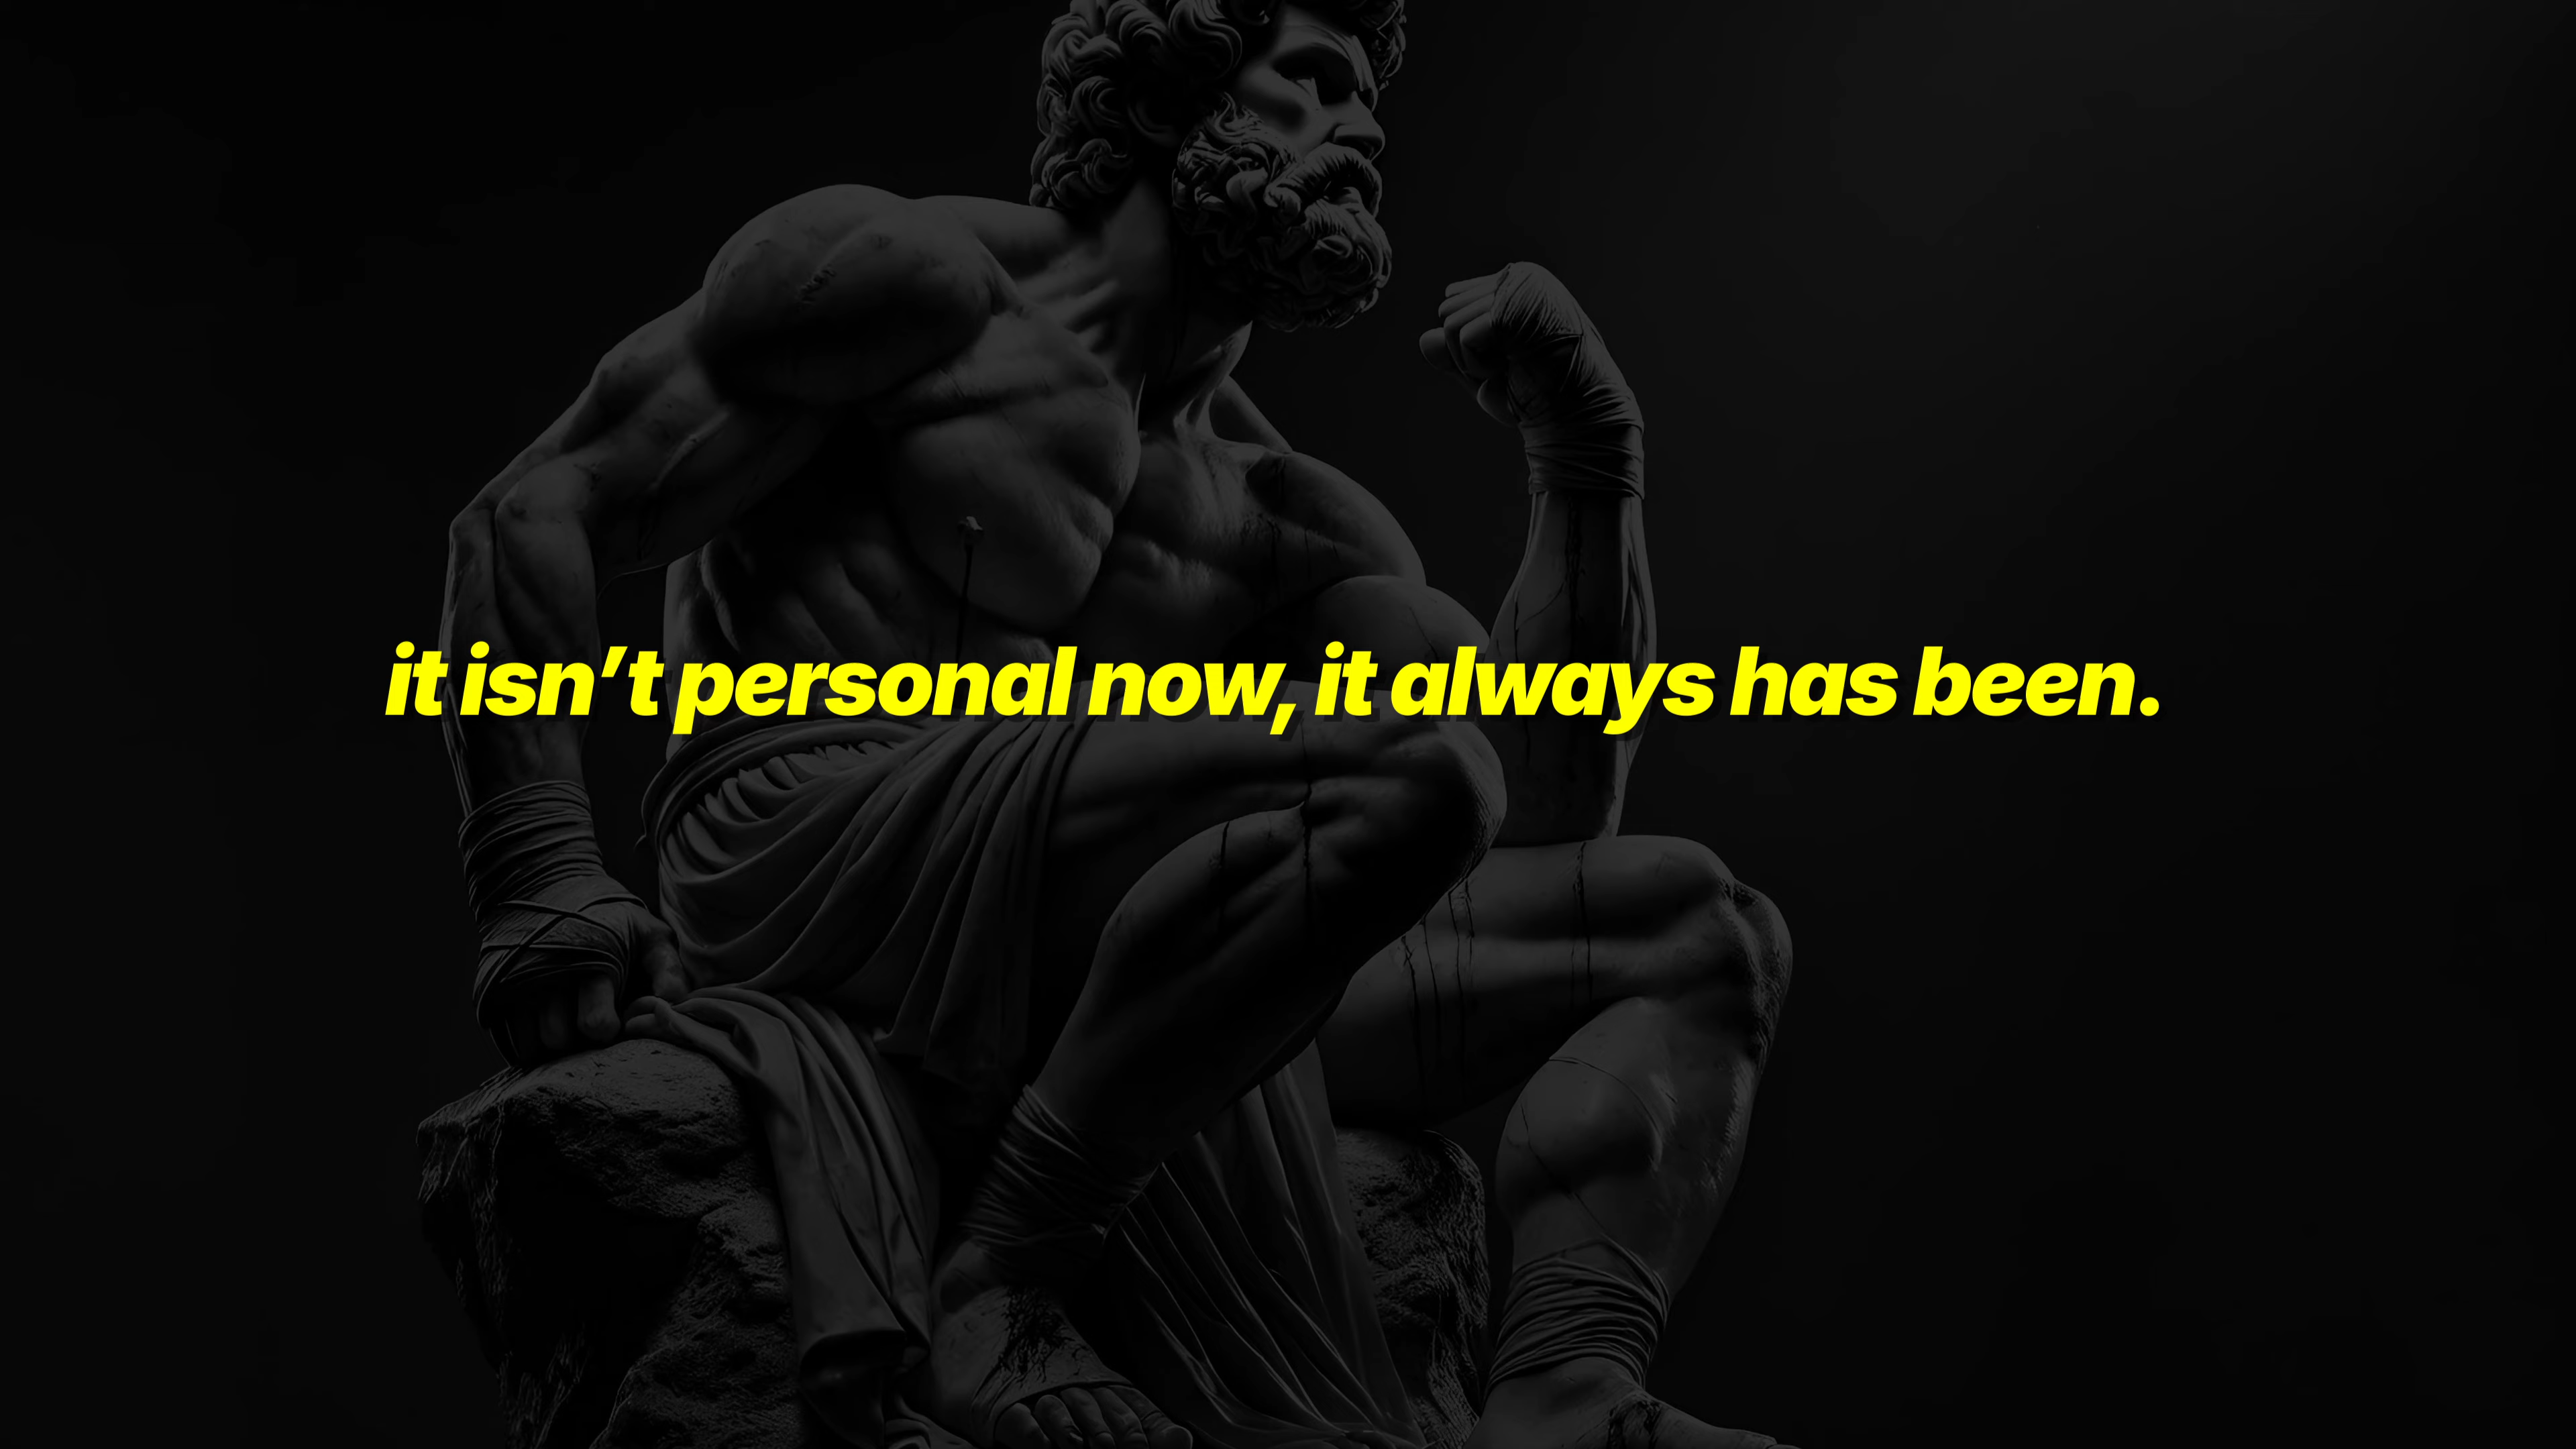 it isn’t personal now, it always has been.